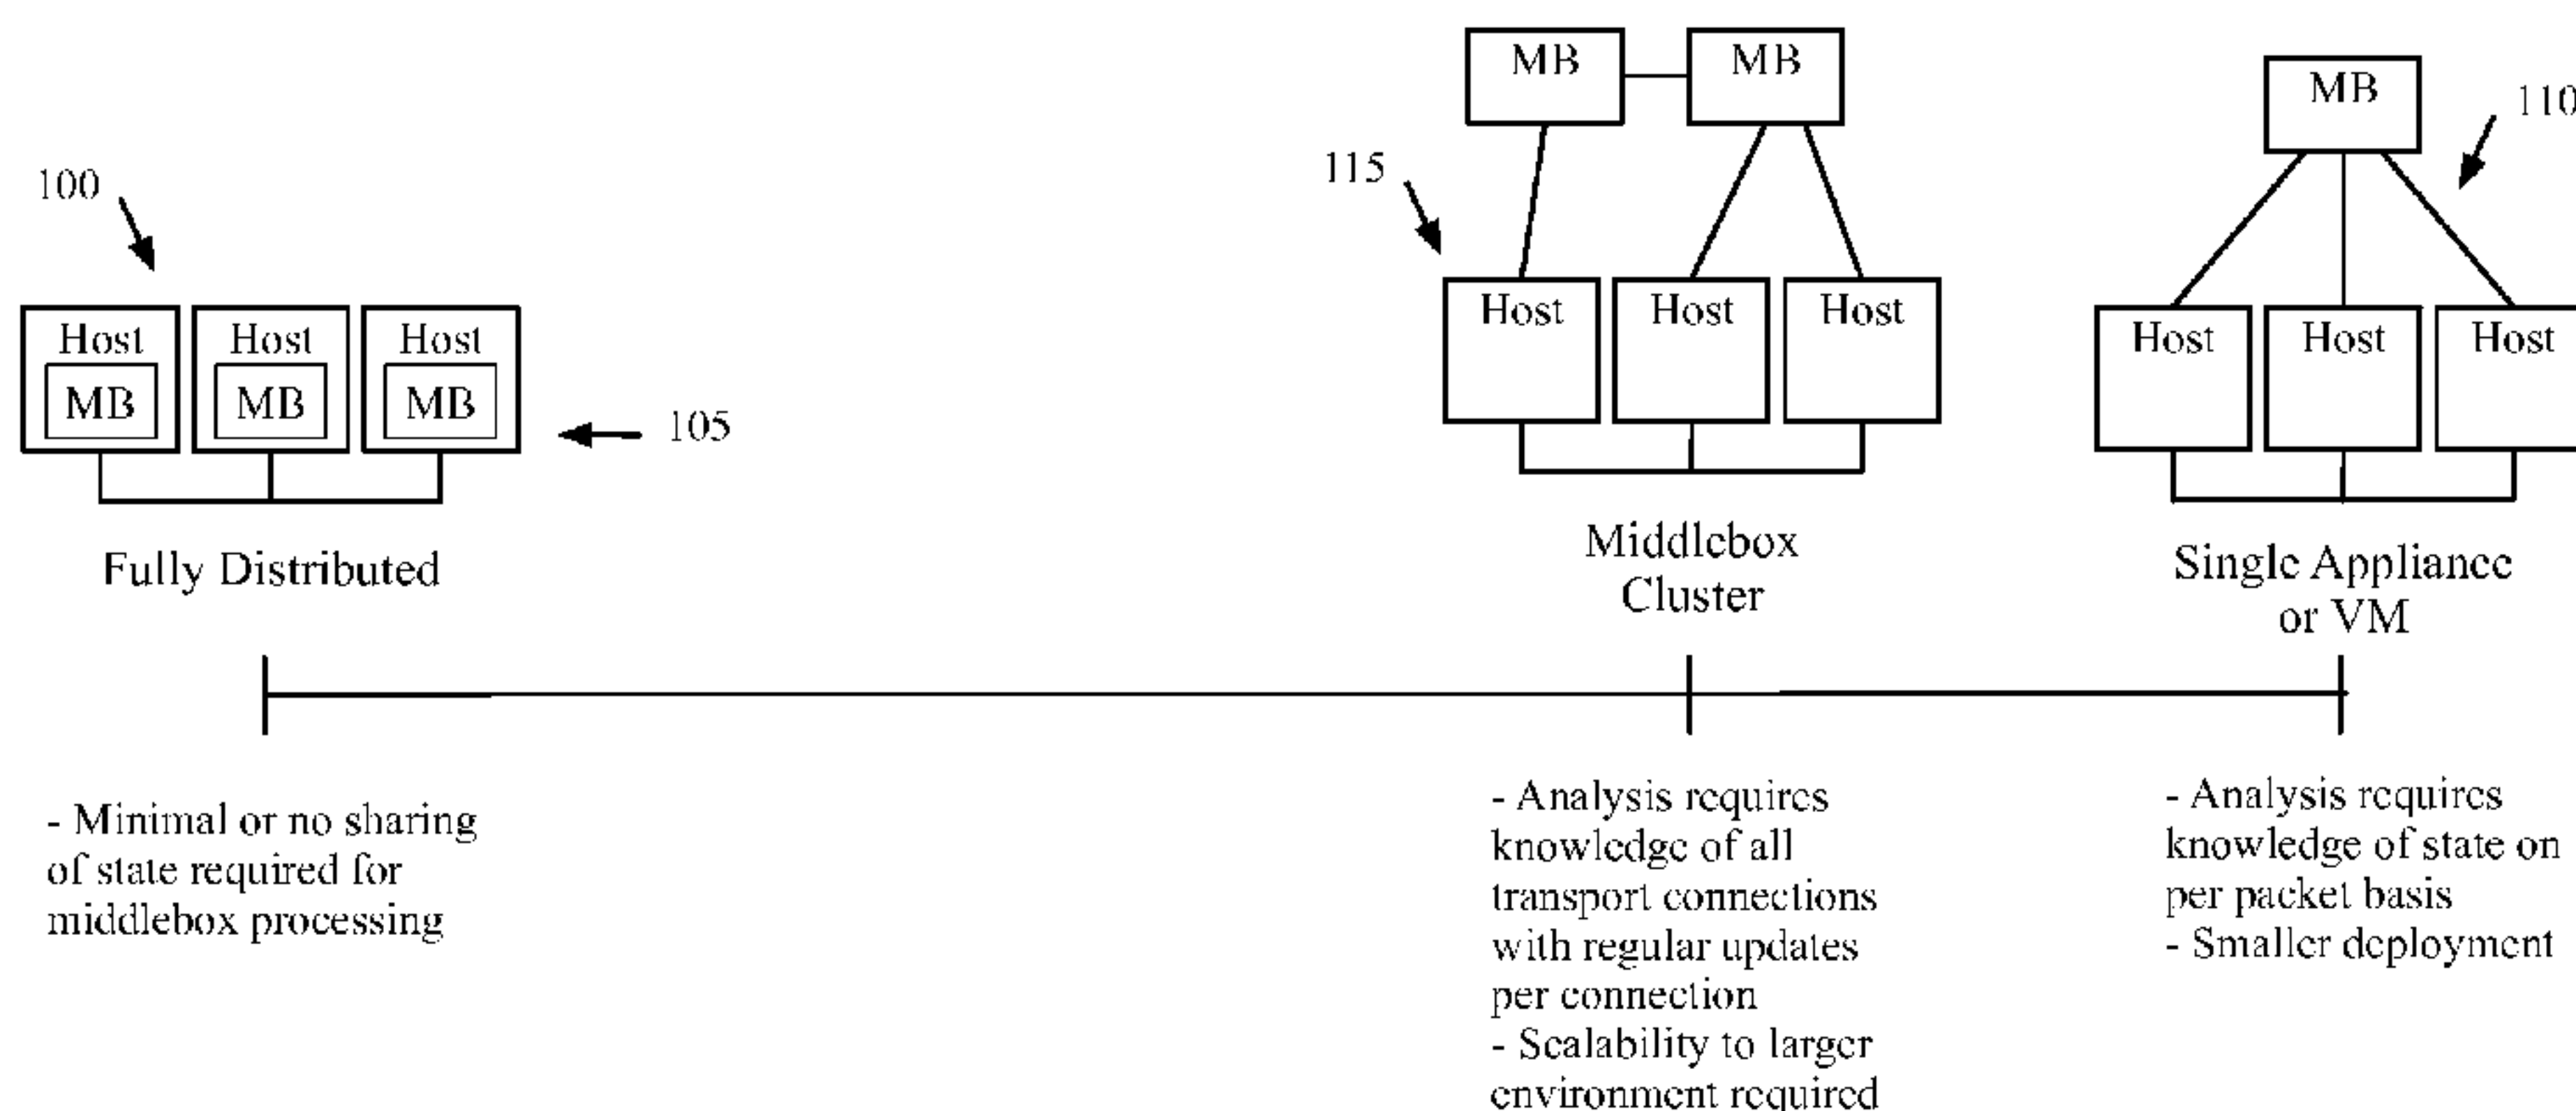 100
Host
MB
Host
MB
Host
MB
105
Fully Distributed
- Minimal or no sharing
of state required for
middlebox processing
MB
MB
115
Host
Host
Host
Middlebox
Cluster
- Analysis requires
knowledge of all
transport connections
with regular updates
per connection
- Scalability to larger
environment required
MB
110
Host
Host
Host
Single Appliance
or VM
- Analysis requires
knowledge of state on
per packet basis
- Smaller deployment